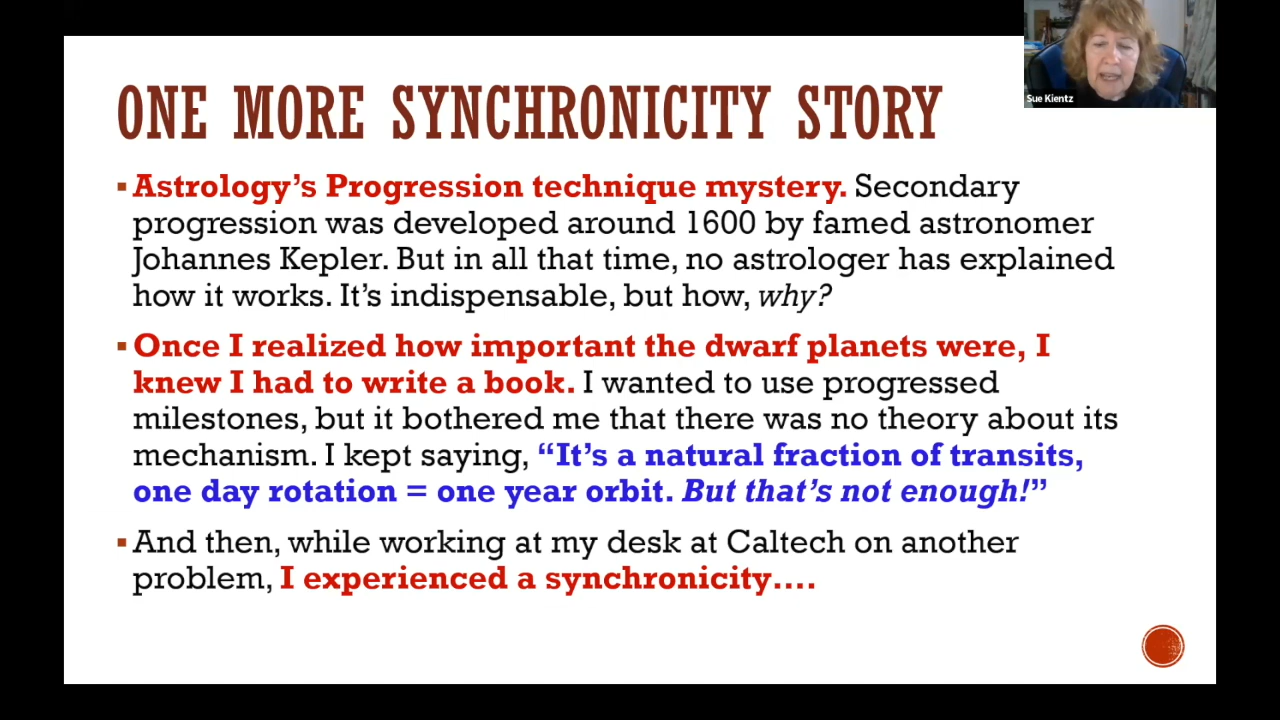 ONE MORE SYNCHRONICITY STORY
Sue Kientz
▪ Astrology's Progression technique mystery. Secondary
progression was developed around 1600 by famed astronomer
Johannes Kepler. But in all that time, no astrologer has explained
how it works. It's indispensable, but how, why?
▪ Once I realized how important the dwarf planets were, I
knew I had to write a book. I wanted to use progressed
milestones, but it bothered me that there was no theory about its
mechanism. I kept saying, “It's a natural fraction of transits,
one day rotation = one year orbit. But that's not enough!”
▪ And then, while working at my desk at Caltech on another
problem, I experienced a synchronicity....